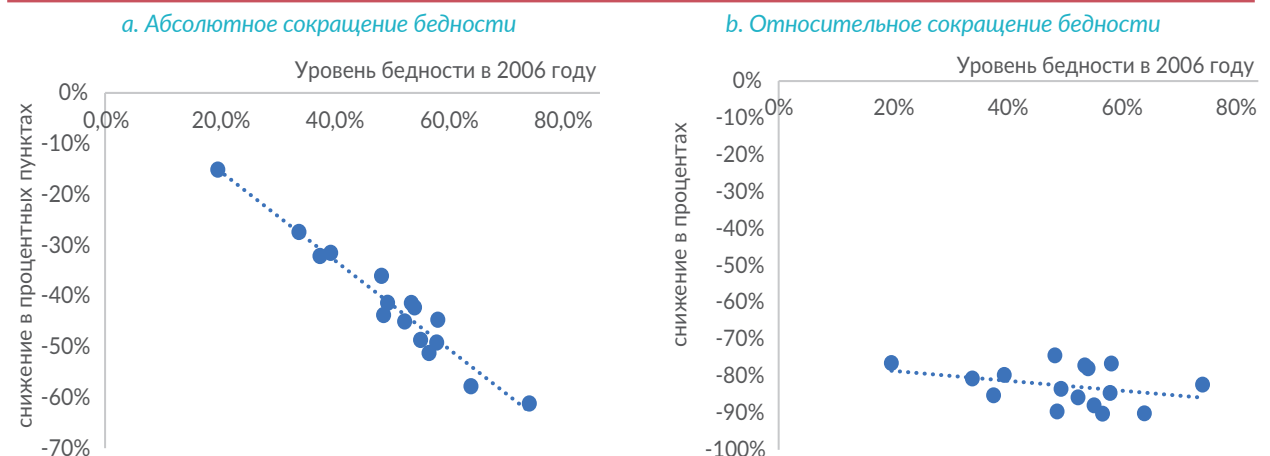 a. Абсолютное сокращение бедности
Уровень бедности в 2006 году
0%
0,0% 20,0% 40,0% 60,0% 80,0%
-10%
-20%
-30%
-40%
-50%
-60%
-70%
снижение в процентных пунктах
b. Относительное сокращение бедности
Уровень бедности в 2006 году
0%
0% 20% 40% 60% 80%
-10%
-20%
-30%
-40%
-50%
-60%
-70%
-80%
-90%
-100%
снижение в процентах